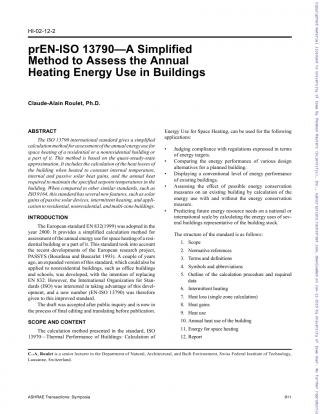 HI-02-12-2
prEN-ISO 13790—A Simplified
Method to Assess the Annual
Heating Energy Use in Buildings
Claude-Alain Roulet, Ph.D.
ABSTRACT
The ISO 13790 international standard gives a simplified
calculation method for assessment of the annual energy use for
space heating of a residential or a nonresidential building or
a part of it. This method is based on the quasi-steady-state
approximation. It includes the calculation of the heat losses of
the building when heated to constant internal temperature,
internal and passive solar heat gains, and the annual heat
required to maintain the specified setpoint temperatures in the
building. When compared to other similar standards, such as
ISO 9164, this standard has several new features, such as solar
gains of passive solar devices, intermittent heating, and appli-
cation to residential, nonresidential, and multi-zone buildings.
INTRODUCTION
The European standard EN 832(1999) was adopted in the
year 2000. It provides a simplified calculation method for
assessment of the annual energy use for space heating of a resi-
dential building or a part of it. This standard took into account
the recent developments of the European research project,
PASSYS (Bourdeau and Buscarlet 1993). A couple of years
ago, an expanded version of this standard, which could also be
applied to nonresidential buildings, such as office buildings
and schools, was developed, with the intention of replacing
EN 832. However, the International Organization for Stan-
dards (ISO) was interested in taking advantage of this devel-
opment, and a new number (EN-ISO 13790) was therefore
given to this improved standard.
The draft was accepted after public inquiry and is now in
the process of final editing and translating before publication.
SCOPE AND CONTENT
The calculation method presented in the standard, ISO
13970—Thermal Performance of Buildings: Calculation of
Energy Use for Space Heating, can be used for the following
applications:
• Judging compliance with regulations expressed in terms
of energy targets.
• Comparing the energy performance of various design
alternatives for a planned building.
• Displaying a conventional level of energy performance
of existing buildings.
• Assessing the effect of possible energy conservation
measures on an existing building by calculation of the
energy use with and without the energy conservation
measure.
• Predicting future energy resource needs on a national or
international scale by calculating the energy uses of sev-
eral buildings representative of the building stock.
The structure of the standard is as follows:
1. Scope
2. Normative references
3. Terms and definitions
4. Symbols and abbreviations
5. Outline of the calculation procedure and required
data
6. Intermittent heating
7. Heat loss (single zone calculation)
8. Heat gains
9. Heat use
10. Annual heat use of the building
11. Energy for space heating
12. Report
C.-A. Roulet is a senior lecturer in the Department of Natural, Architectural, and Built Environment, Swiss Federal Institute of Technology,
Lausanne, Switzerland.
ASHRAE Transactions: Symposia
911